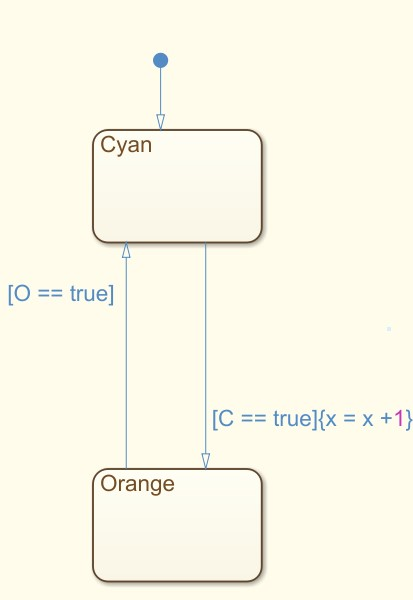 Cyan
[O == true]
[C == true]{x = x +1}
Orange